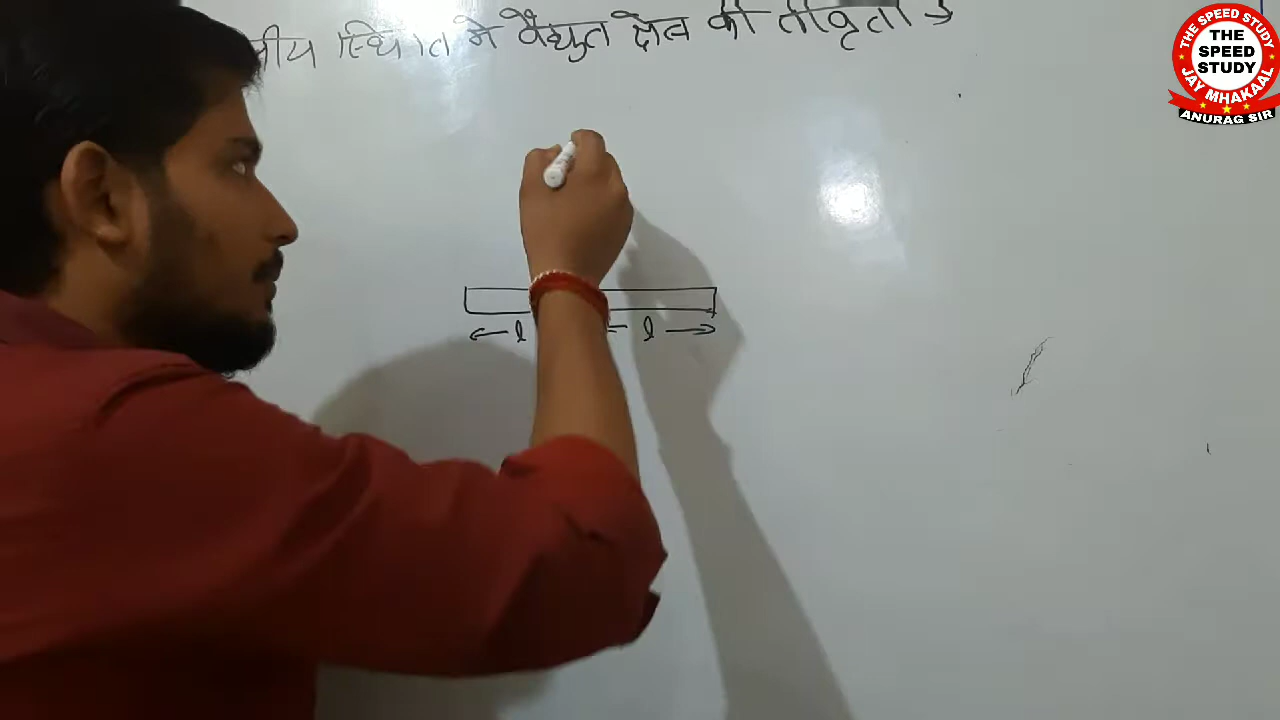 स्थिति में वैद्युत क्षेत्र की तीव्रता →
← l
← l →
THE SPEED STUDY
THE
SPEED
STUDY
JAY MHAKAAL
ANURAG SIR